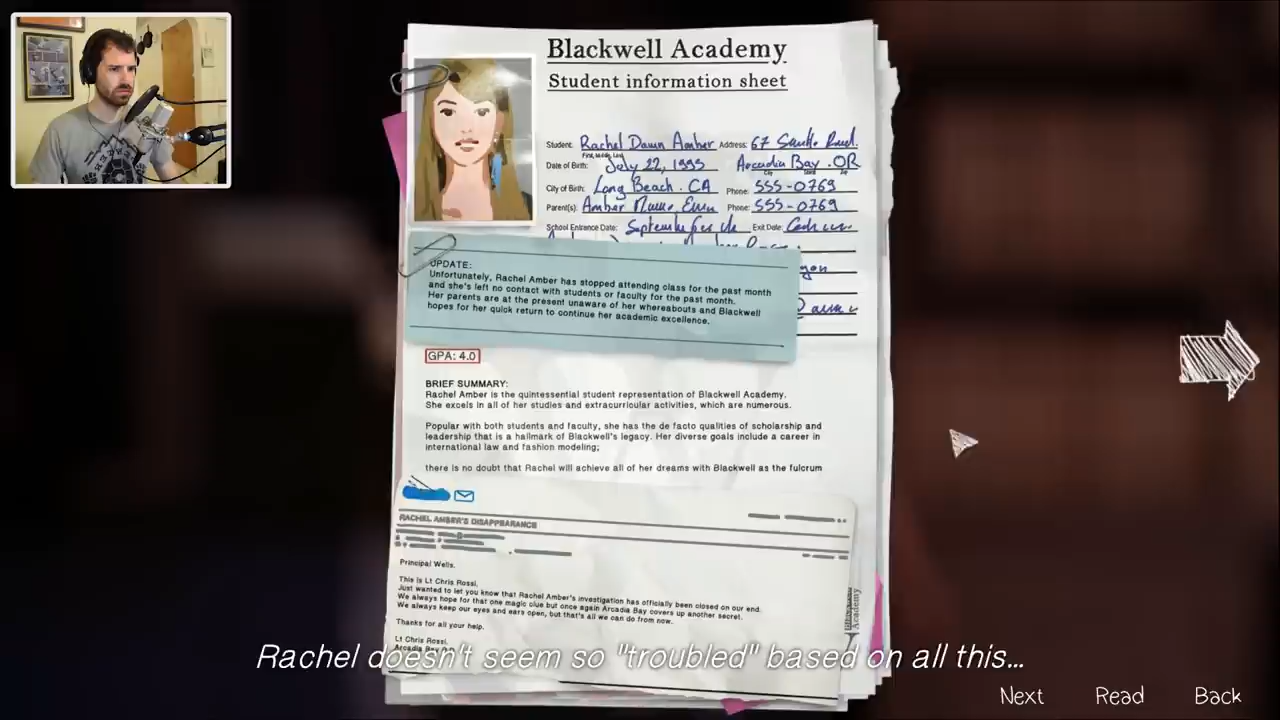 Blackwell Academy
Student information sheet
Student: Rachel Dawn Amber Address:
First, Middle, Last
Date of Birth: July 22, 1995 Arcadia Bay . OR
City
City of Birth: Long Beach . CA Phone: 555-0769
Parent(s): Amber Phone: 555-0769
School Entrance Date: Exit Date:
UPDATE:
Unfortunately, Rachel Amber has stopped attending class for the past month
and she's left no contact with students or faculty for the past month.
Her parents are at the present unaware of her whereabouts and Blackwell
hopes for her quick return to continue her academic excellence.
GPA: 4.0
BRIEF SUMMARY:
Rachel Amber is the quintessential student representation of Blackwell Academy.
She excels in all of her studies and extracurricular activities, which are numerous.
Popular with both students and faculty, she has the de facto qualities of scholarship and
leadership that is a hallmark of Blackwell's legacy. Her diverse goals include a career in
international law and fashion modeling;
there is no doubt that Rachel will achieve all of her dreams with Blackwell as the fulcrum
RACHEL AMBER'S DISAPPEARANCE
Principal Wells.
This is Lt Chris Rossi,
Just wanted to let you know that Rachel Amber's investigation has officially been closed on our end.
We always hope for that one magic clue but once again Arcadia Bay covers up another secret.
We always keep our eyes and ears open, but that's all we can do from now.
Thanks for all your help.
Lt Chris Rossi,
Arcadia Bay
Academy
Rachel doesn't seem so "troubled" based on all this...
Next Read Back